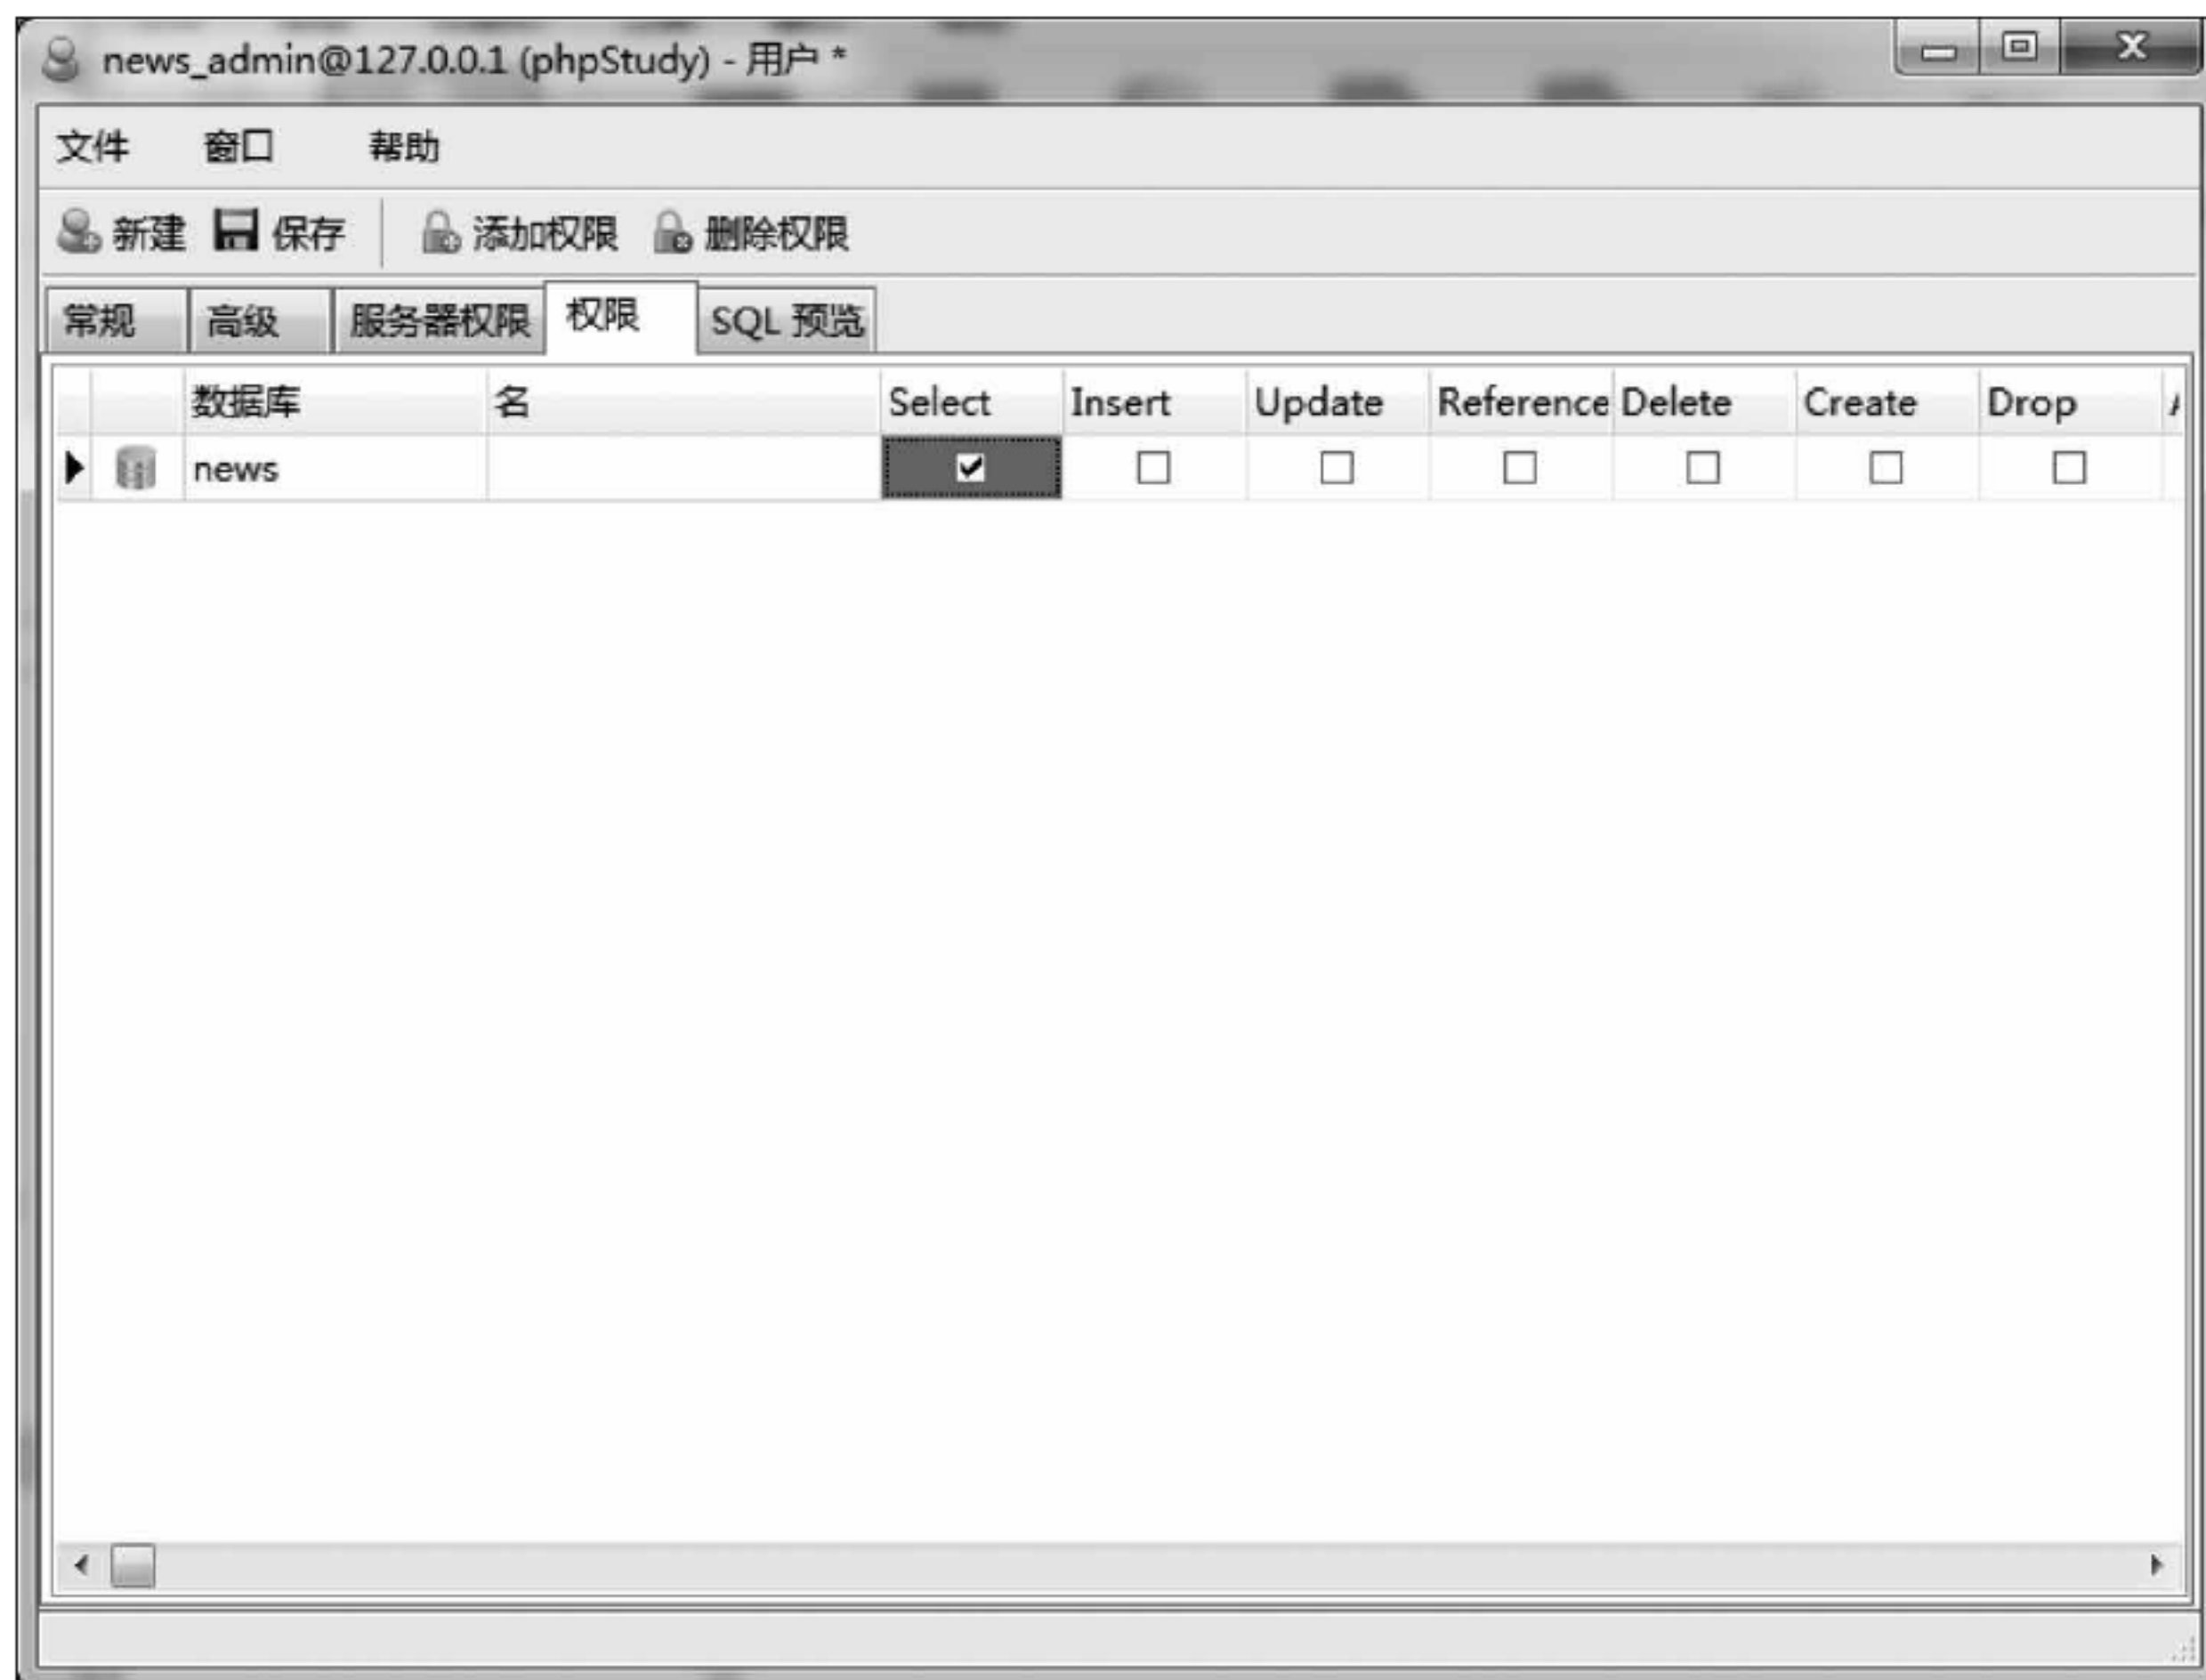 news_admin@127.0.0.1 (phpStudy) - 用户 *
文件 窗口 帮助
新建 保存 添加权限 删除权限
常规 高级 服务器权限 权限 SQL 预览
数据库 名 Select Insert Update Reference Delete Create Drop
news